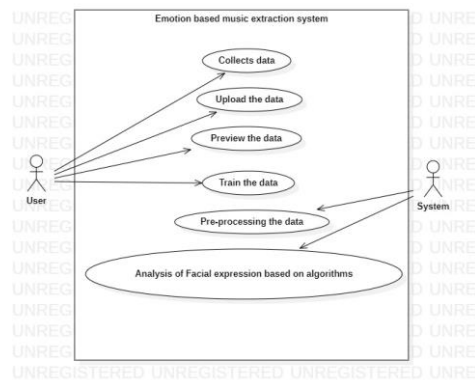 Emotion based music extraction system
Collects data
Upload the data
Preview the data
Train the data
User
System
Pre-processing the data
Analysis of Facial expression based on algorithms
UNREGISTERED UNREGISTERED UNREGISTERED UNRE